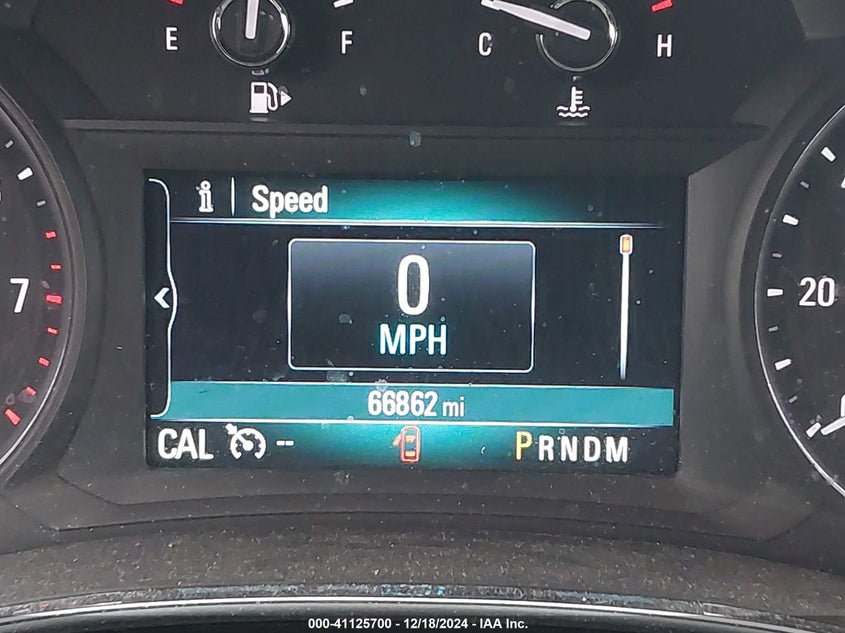 E F C H
Speed
7
0
20
MPH
66862 mi
CAL -- PRNDM
000-41125700 - 12/18/2024 - IAA Inc.